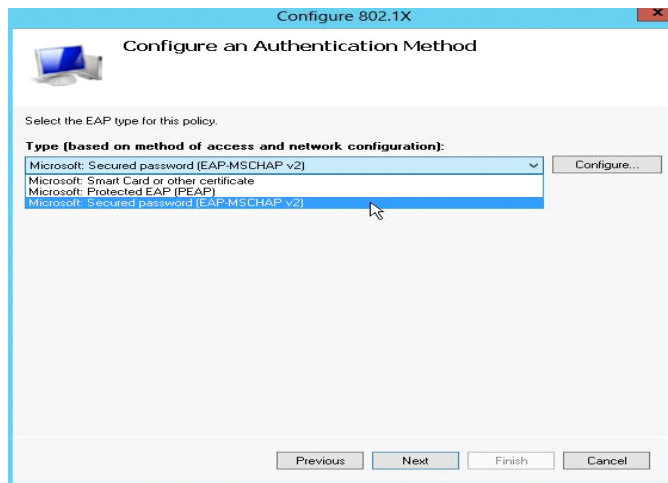 Configure 802.1X
x
Configure an Authentication Method
Select the EAP type for this policy.
Type (based on method of access and network configuration):
Microsoft: Secured password (EAP-MSCHAP v2)
Configure...
Microsoft: Smart Card or other certificate
Microsoft: Protected EAP (PEAP)
Microsoft: Secured password (EAP-MSCHAP v2)
Previous
Next
Finish
Cancel